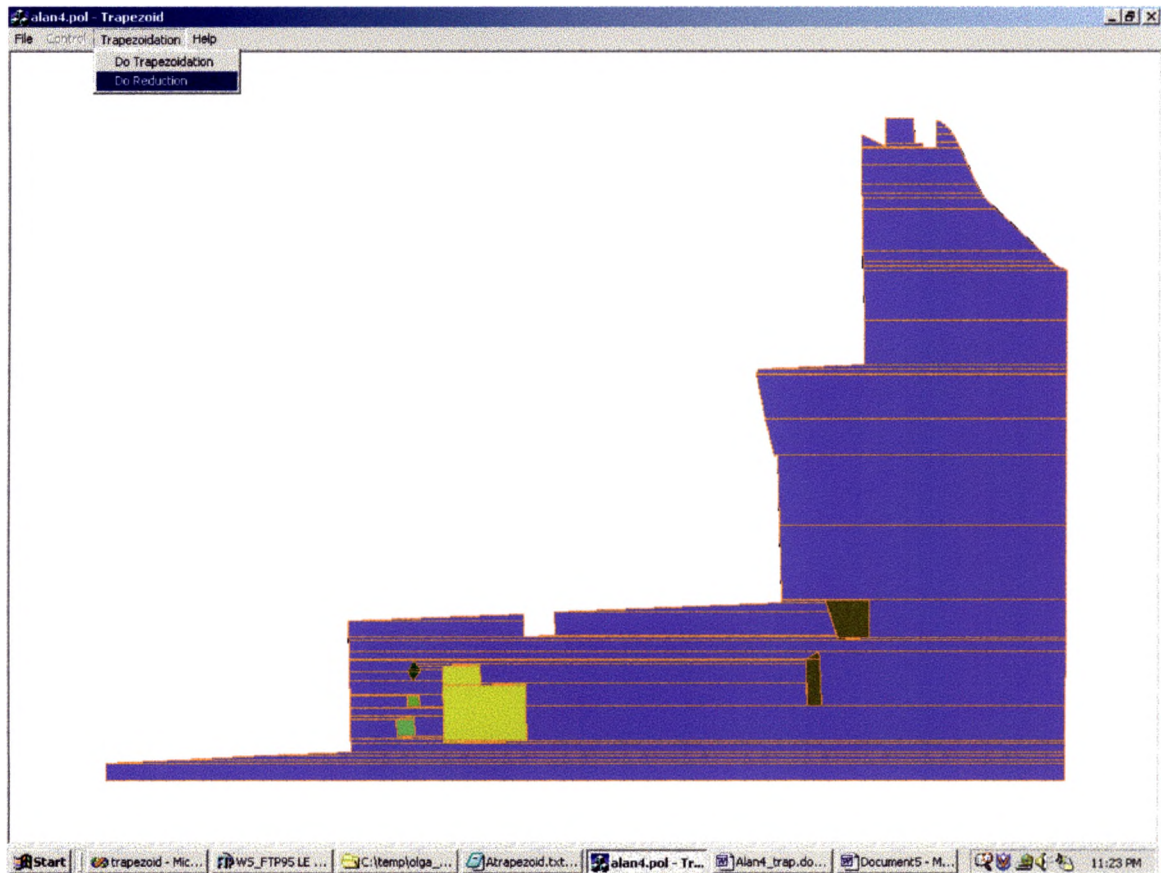 alan4.pol - Trapezoid
File Control Trapezoidation Help
Do Trapezoidation
Do Reduction
Start trapezoid - Mic... WS_FTP95 LE ... C:\temp\olga_... Atrapezoid.txt... alan4.pol - Tr... Alan4_trap.do... Document5 - M... 11:23 PM